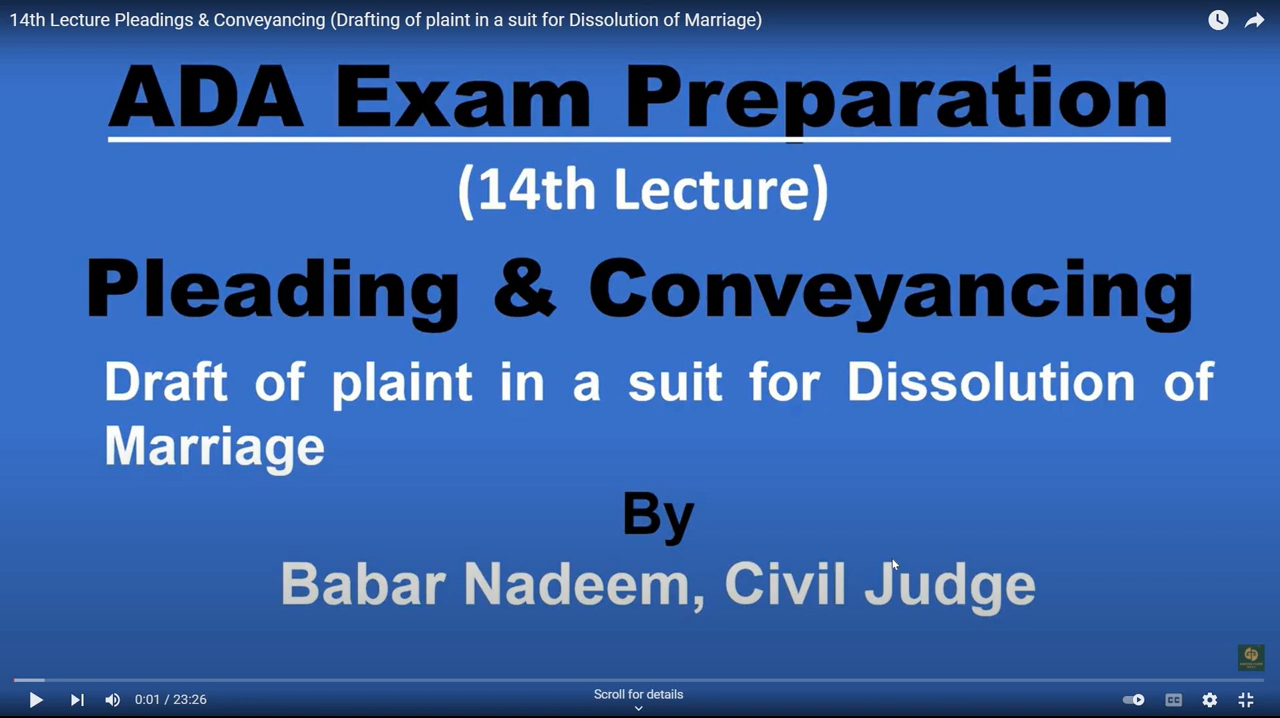 14th Lecture Pleadings & Conveyancing (Drafting of plaint in a suit for Dissolution of Marriage)
ADA Exam Preparation
(14th Lecture)
Pleading & Conveyancing
Draft of plaint in a suit for Dissolution of
Marriage
By
Babar Nadeem, Civil Judge
0:01 / 23:26
Scroll for details
CC